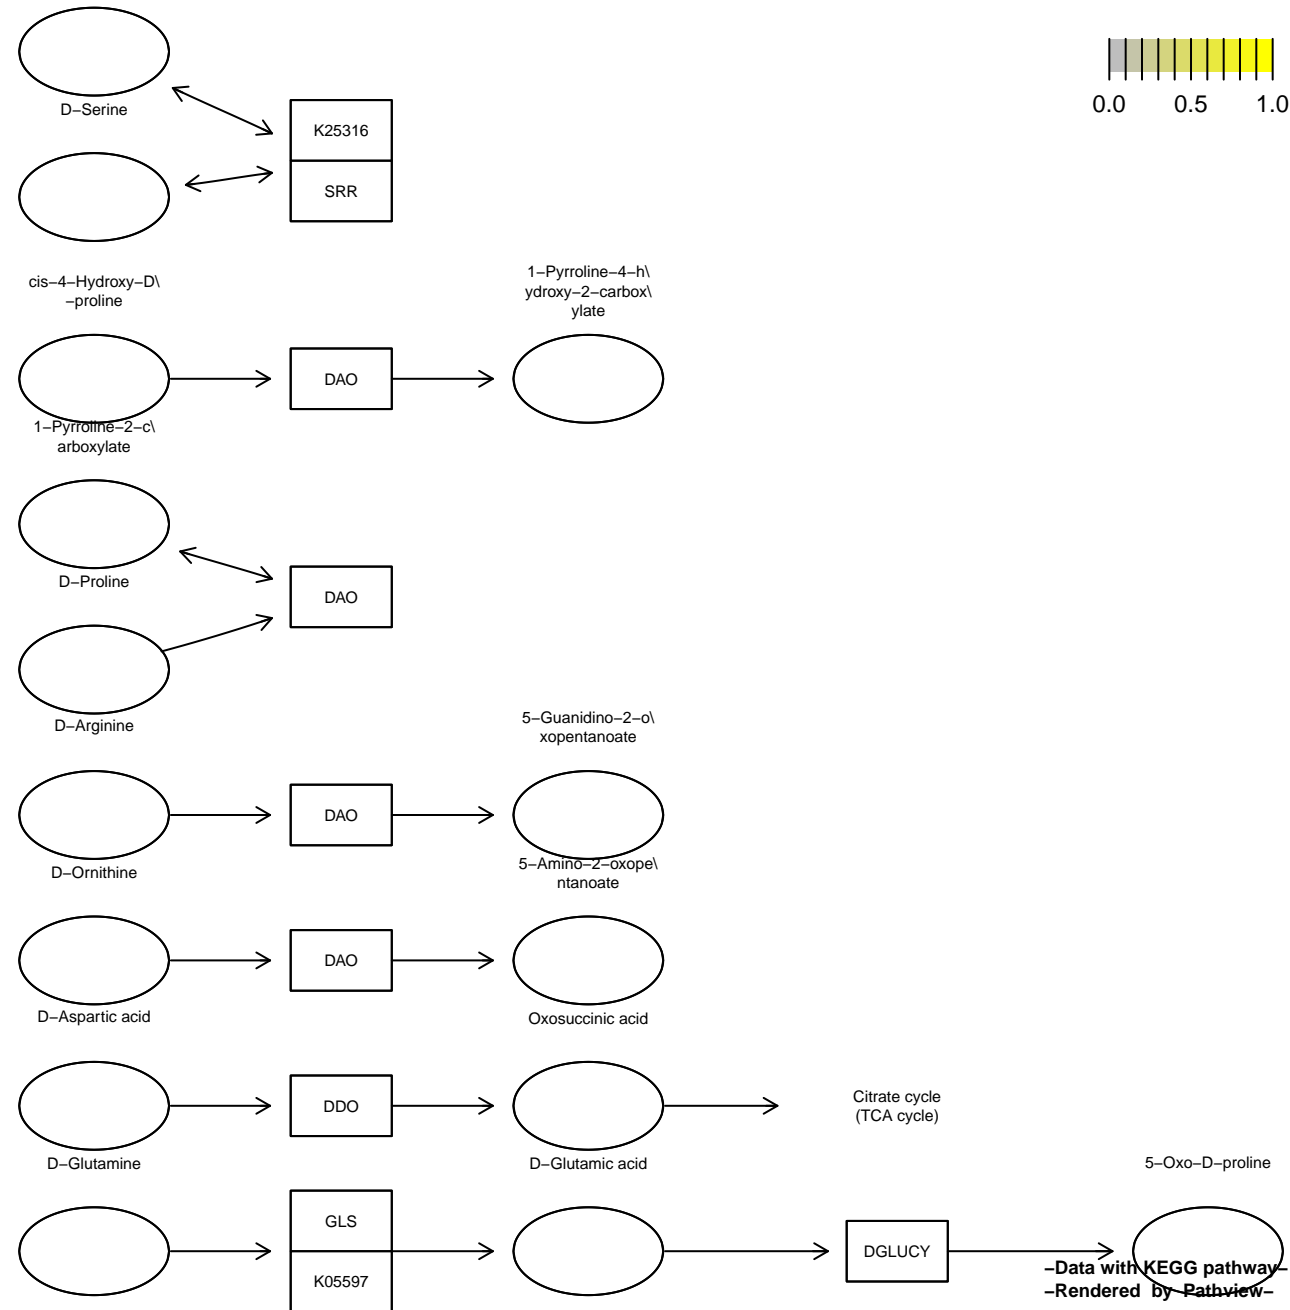 0.0 0.5 1.0
D−Serine
K25316
SRR
cis−4−Hydroxy−D\
−proline
1−Pyrroline−4−h\
ydroxy−2−carbox\
ylate
DAO
1−Pyrroline−2−c\
arboxylate
D−Proline
DAO
D−Arginine
5−Guanidino−2−o\
xopentanoate
DAO
D−Ornithine
5−Amino−2−oxope\
ntanoate
DAO
D−Aspartic acid
Oxosuccinic acid
DDO
Citrate cycle
(TCA cycle)
D−Glutamine
D−Glutamic acid
5−Oxo−D−proline
GLS
K05597
DGLUCY
−Data with KEGG pathway−
−Rendered by Pathview−